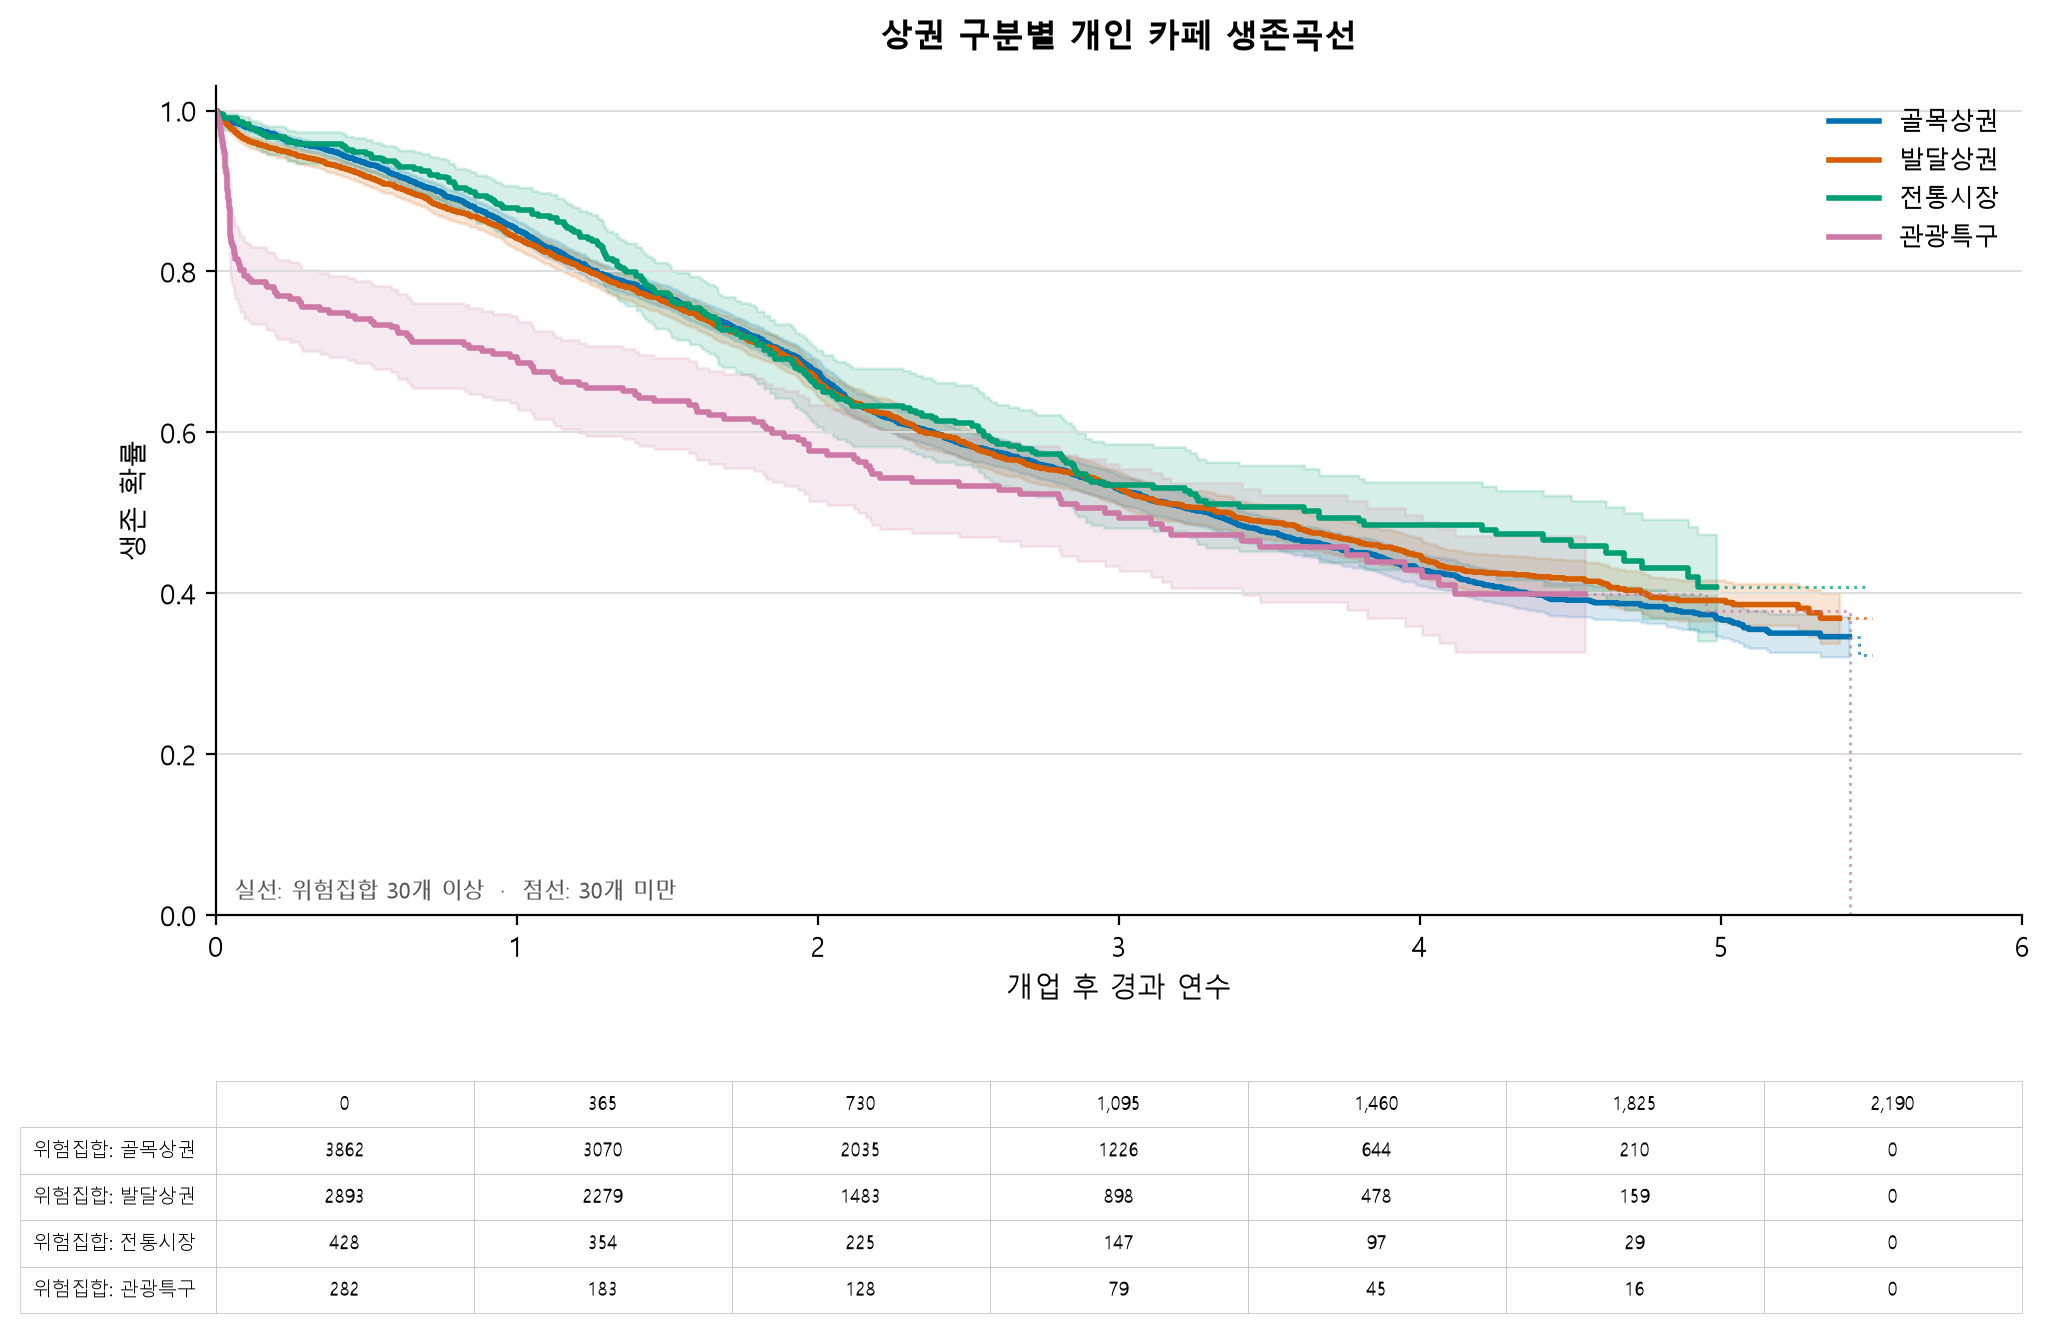 상권 구분별 개인 카페 생존곡선
골목상권
발달상권
전통시장
관광특구
생존 확률
1.0
0.8
0.6
0.4
0.2
0.0
실선: 위험집합 30개 이상 · 점선: 30개 미만
0 1 2 3 4 5 6
개업 후 경과 연수
0 365 730 1,095 1,460 1,825 2,190
위험집합: 골목상권 3862 3070 2035 1226 644 210 0
위험집합: 발달상권 2893 2279 1483 898 478 159 0
위험집합: 전통시장 428 354 225 147 97 29 0
위험집합: 관광특구 282 183 128 79 45 16 0